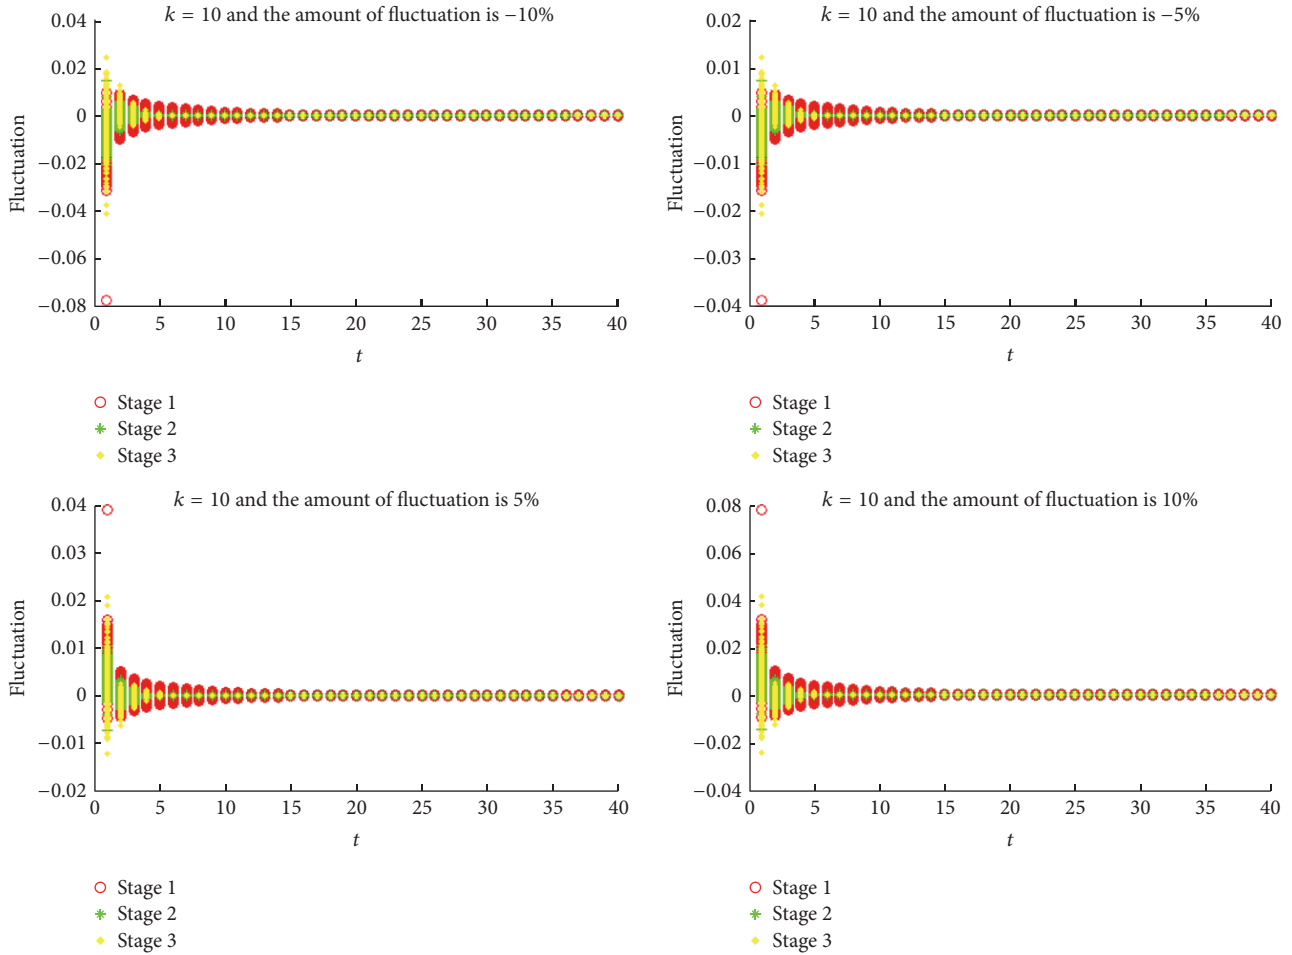 k = 10 and the amount of fluctuation is −10%
0.04
0.02
0
−0.02
−0.04
−0.06
−0.08
Fluctuation
0 5 10 15 20 25 30 35 40
t
Stage 1
Stage 2
Stage 3
k = 10 and the amount of fluctuation is −5%
0.02
0.01
0
−0.01
−0.02
−0.03
−0.04
Fluctuation
0 5 10 15 20 25 30 35 40
t
Stage 1
Stage 2
Stage 3
k = 10 and the amount of fluctuation is 5%
0.04
0.03
0.02
0.01
0
−0.01
−0.02
Fluctuation
0 5 10 15 20 25 30 35 40
t
Stage 1
Stage 2
Stage 3
k = 10 and the amount of fluctuation is 10%
0.08
0.06
0.04
0.02
0
−0.02
−0.04
Fluctuation
0 5 10 15 20 25 30 35 40
t
Stage 1
Stage 2
Stage 3